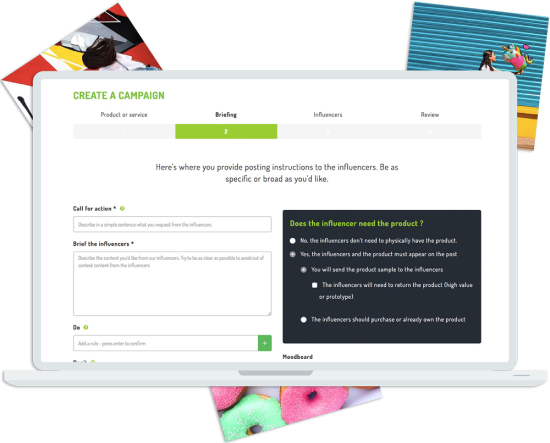 CREATE A CAMPAIGN
Product or service
Briefing
Influencers
Review
2
Here's where you provide posting instructions to the influencers. Be as
specific or broad as you'd like.
Call for action *
Describe in a simple sentence what you request from the influencers
Brief the influencers *
Describe the content you'd like from our influencers. Try to be as clear as possible to avoid out of
context content from the influencers
Do
Add a rule - press enter to confirm
+
Does the influencer need the product ?
No, the influencers don't need to physically have the product.
Yes, the influencers and the product must appear on the post
You will send the product sample to the influencers
The influencers will need to return the product (high value
or prototype)
The influencers should purchase or already own the product
Moodboard